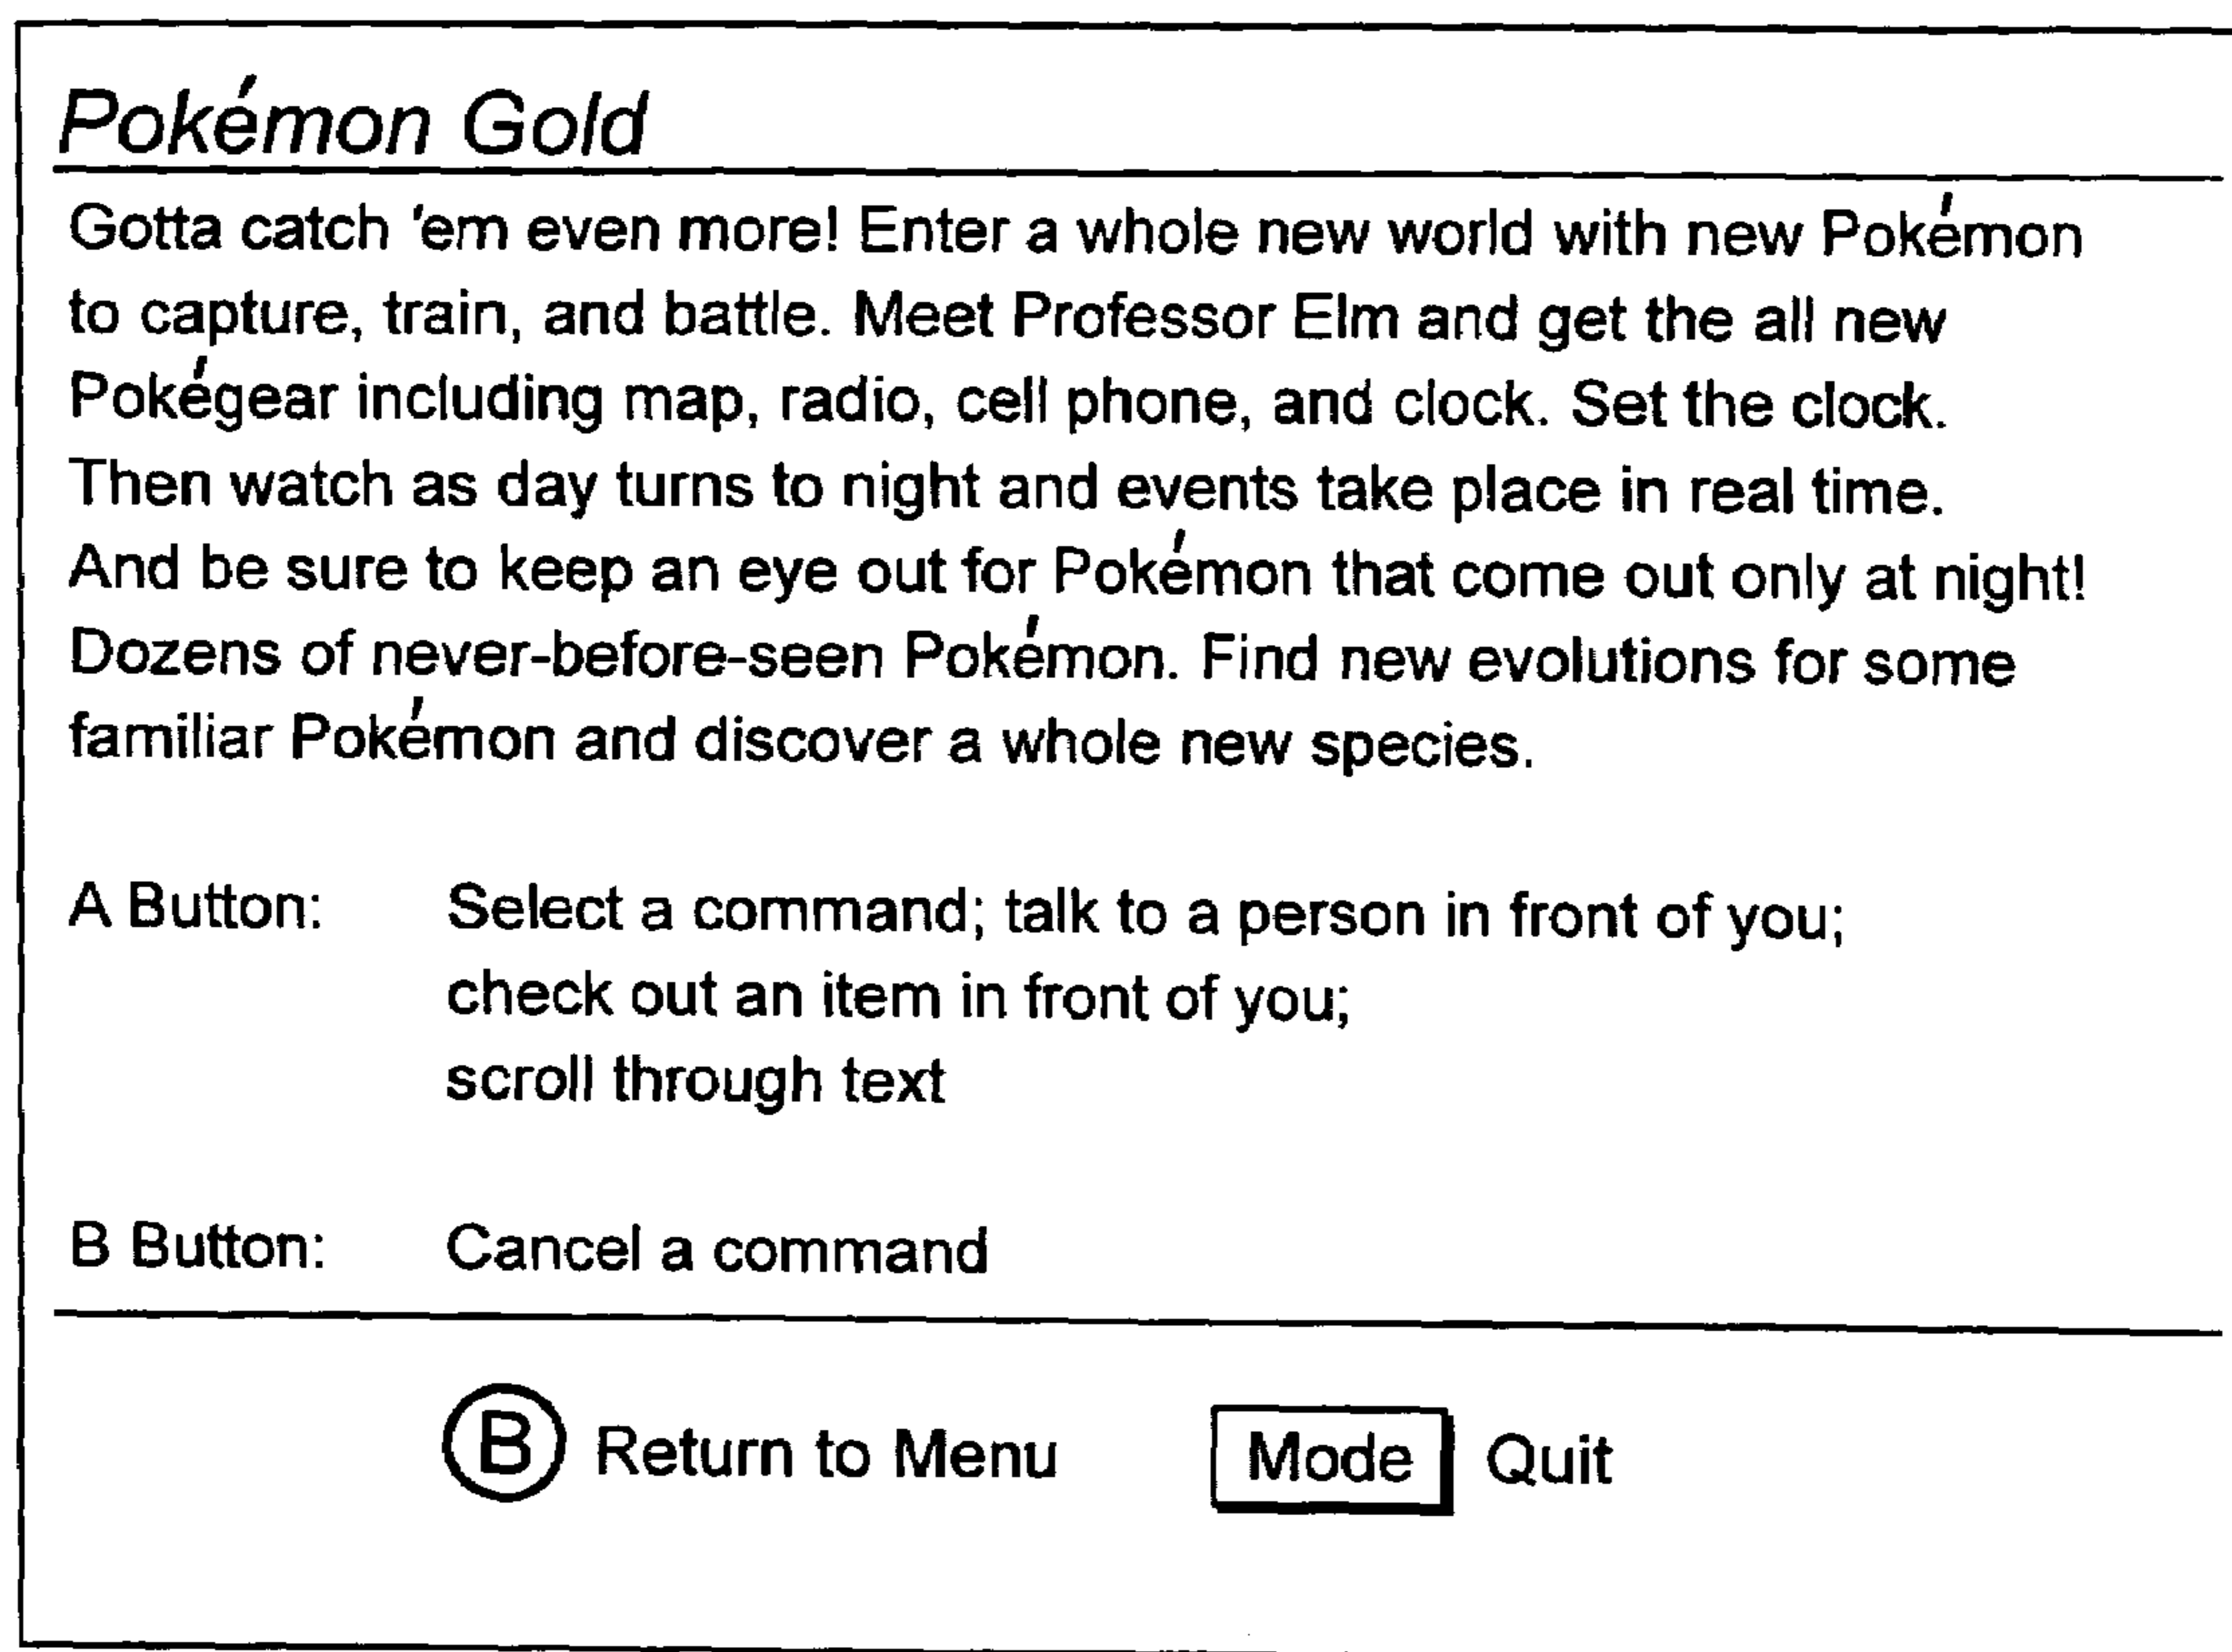 Pokémon Gold
Gotta catch 'em even more! Enter a whole new world with new Pokémon
to capture, train, and battle. Meet Professor Elm and get the all new
Pokégear including map, radio, cell phone, and clock. Set the clock.
Then watch as day turns to night and events take place in real time.
And be sure to keep an eye out for Pokémon that come out only at night!
Dozens of never-before-seen Pokémon. Find new evolutions for some
familiar Pokémon and discover a whole new species.
A Button: Select a command; talk to a person in front of you;
check out an item in front of you;
scroll through text
B Button: Cancel a command
B Return to Menu Mode Quit